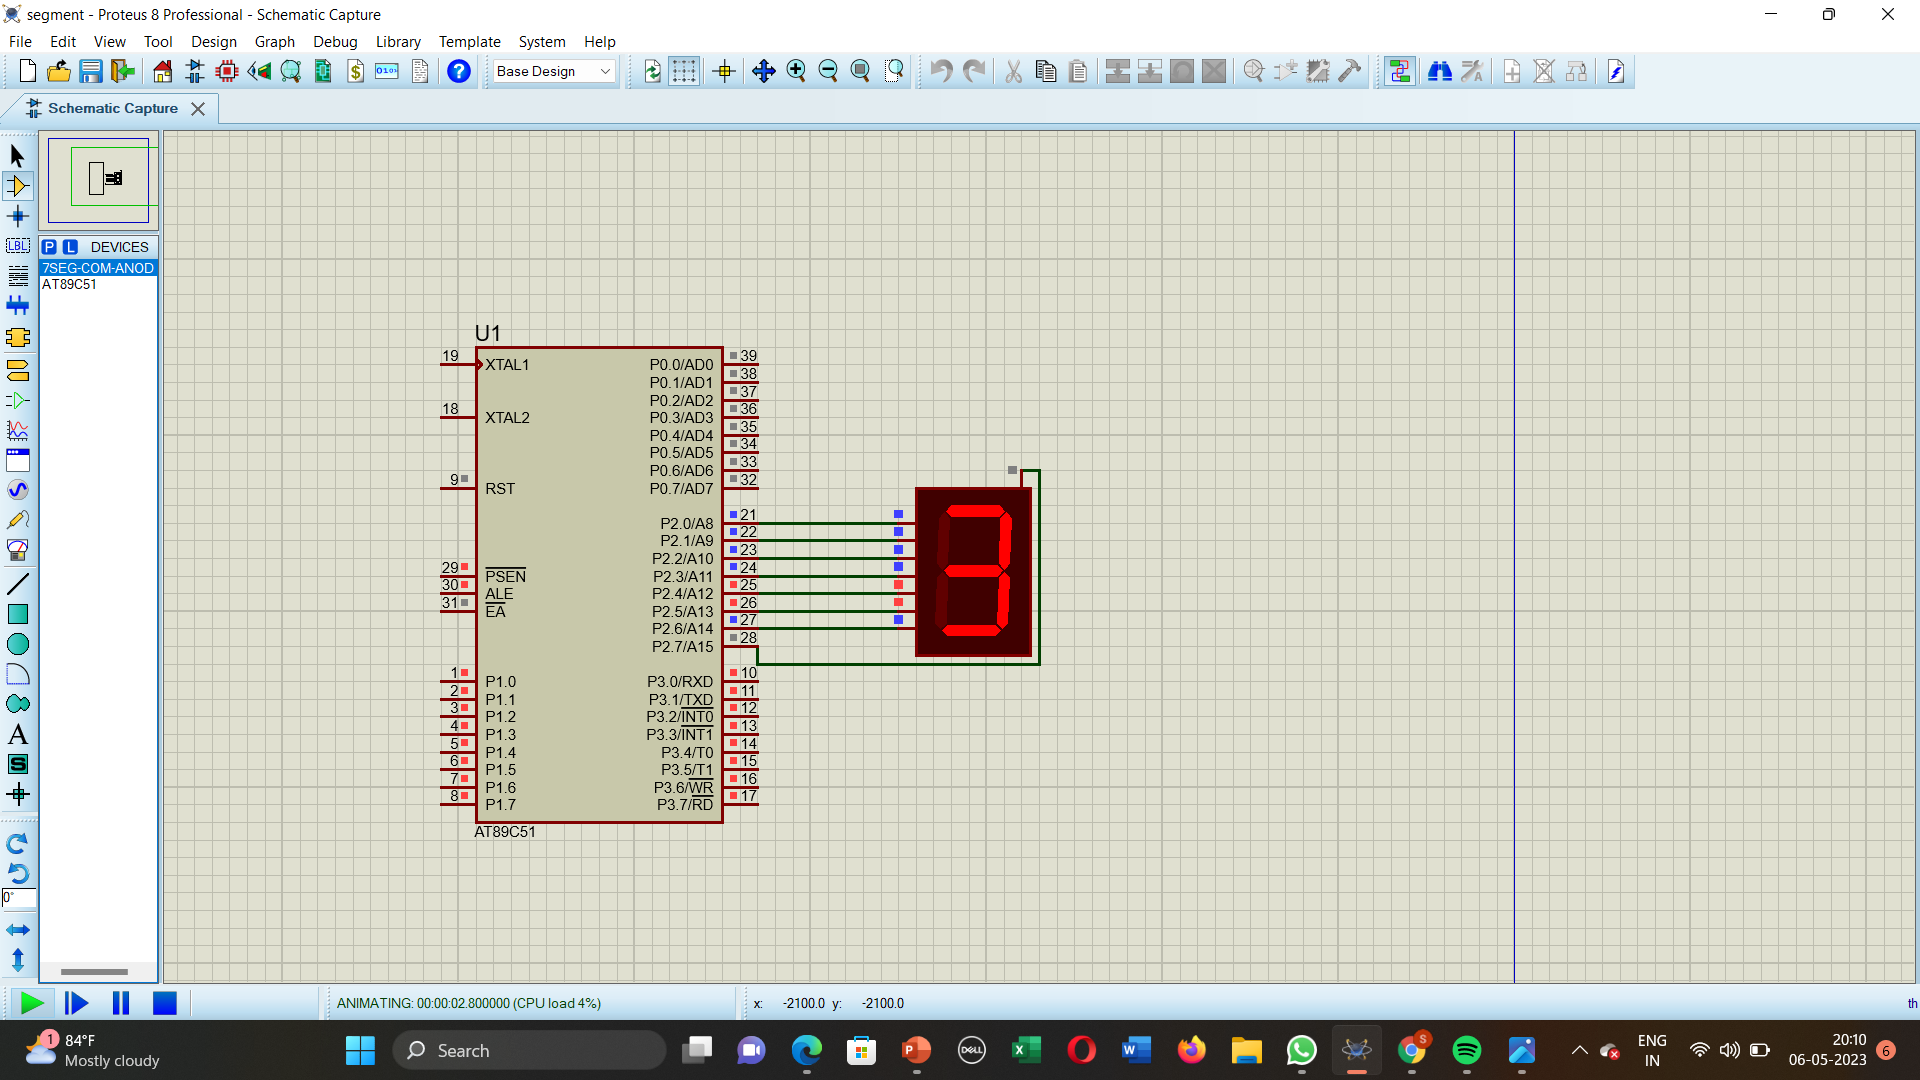 segment - Proteus 8 Professional - Schematic Capture
File Edit View Tool Design Graph Debug Library Template System Help
Base Design
Schematic Capture
P L DEVICES
7SEG-COM-ANOD
AT89C51
LBL
A
S
0°
U1
19 XTAL1
18 XTAL2
9 RST
29 PSEN
30 ALE
31 EA
1 P1.0
2 P1.1
3 P1.2
4 P1.3
5 P1.4
6 P1.5
7 P1.6
8 P1.7
P0.0/AD0 39
P0.1/AD1 38
P0.2/AD2 37
P0.3/AD3 36
P0.4/AD4 35
P0.5/AD5 34
P0.6/AD6 33
P0.7/AD7 32
P2.0/A8 21
P2.1/A9 22
P2.2/A10 23
P2.3/A11 24
P2.4/A12 25
P2.5/A13 26
P2.6/A14 27
P2.7/A15 28
P3.0/RXD 10
P3.1/TXD 11
P3.2/INT0 12
P3.3/INT1 13
P3.4/T0 14
P3.5/T1 15
P3.6/WR 16
P3.7/RD 17
AT89C51
3
ANIMATING: 00:00:02.800000 (CPU load 4%)
x: -2100.0 y: -2100.0
th
1
84°F
Mostly cloudy
Search
DELL
S
ENG
IN
20:10
06-05-2023
6